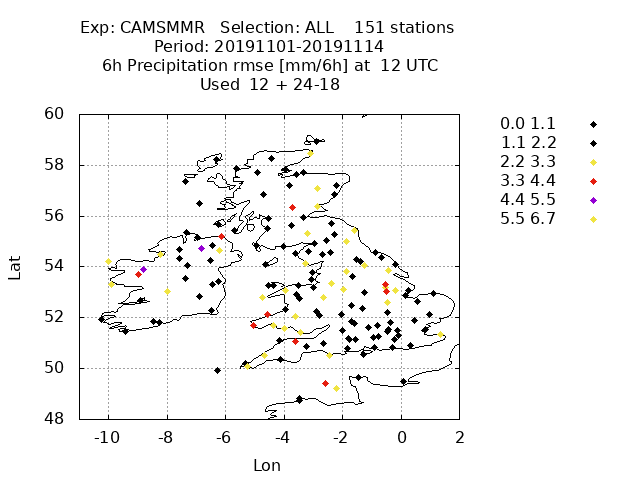 Exp: CAMSMMR   Selection: ALL    151 stations
Period: 20191101-20191114
6h Precipitation rmse [mm/6h] at  12 UTC
Used  12 + 24-18
60
58
56
54
52
50
48
Lat
-10 -8 -6 -4 -2 0 2
Lon
0.0 1.1
1.1 2.2
2.2 3.3
3.3 4.4
4.4 5.5
5.5 6.7